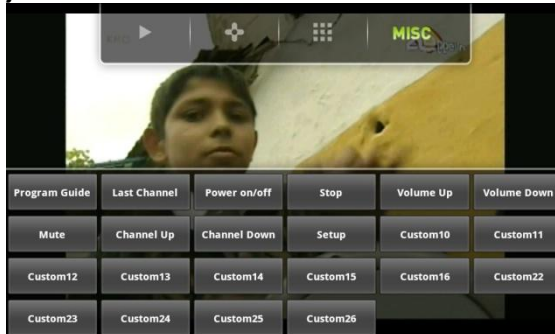 MISC
Program Guide Last Channel Power on/off Stop Volume Up Volume Down
Mute Channel Up Channel Down Setup Custom10 Custom11
Custom12 Custom13 Custom14 Custom15 Custom16 Custom22
Custom23 Custom24 Custom25 Custom26